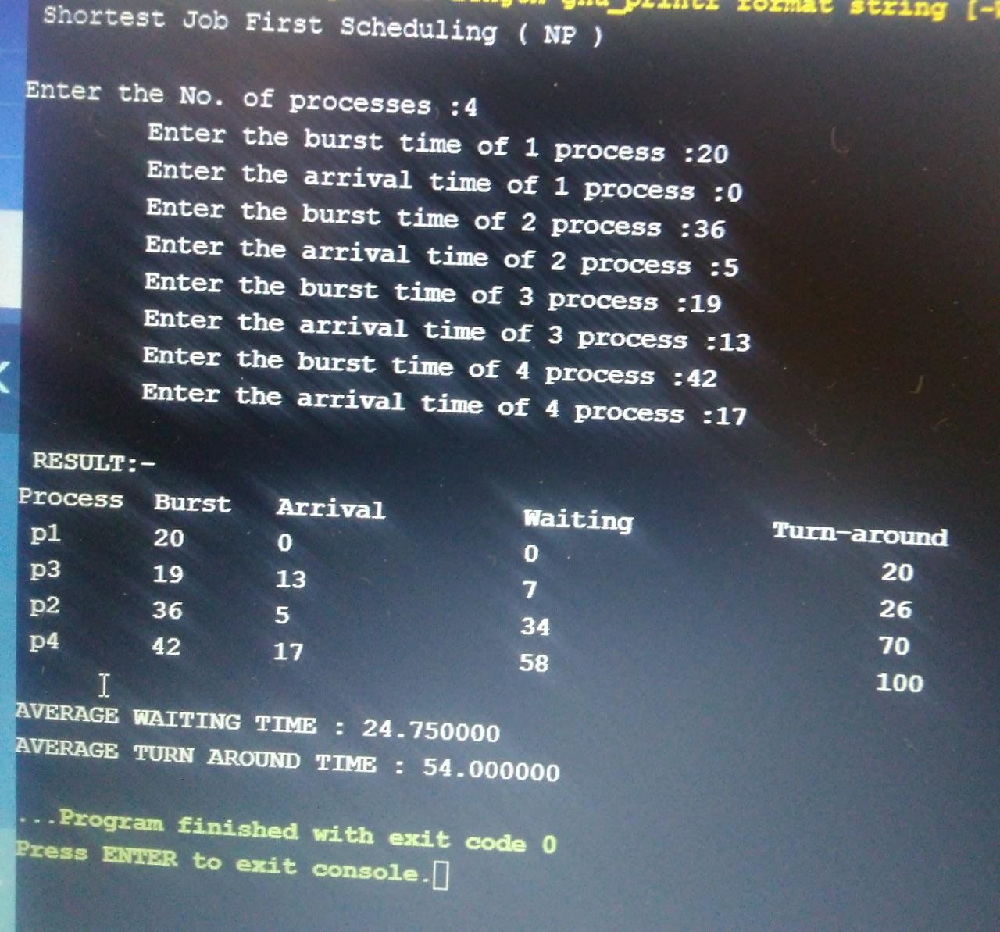 format string [-
Shortest Job First Scheduling ( NP )
Enter the No. of processes :4
Enter the burst time of 1 process :20
Enter the arrival time of 1 process :0
Enter the burst time of 2 process :36
Enter the arrival time of 2 process :5
Enter the burst time of 3 process :19
Enter the arrival time of 3 process :13
Enter the burst time of 4 process :42
Enter the arrival time of 4 process :17
RESULT:-
Process Burst Arrival Waiting Turn-around
p1 20 0 0 20
p3 19 13 7 26
p2 36 5 34 70
p4 42 17 58 100
AVERAGE WAITING TIME : 24.750000
AVERAGE TURN AROUND TIME : 54.000000
...Program finished with exit code 0
Press ENTER to exit console.